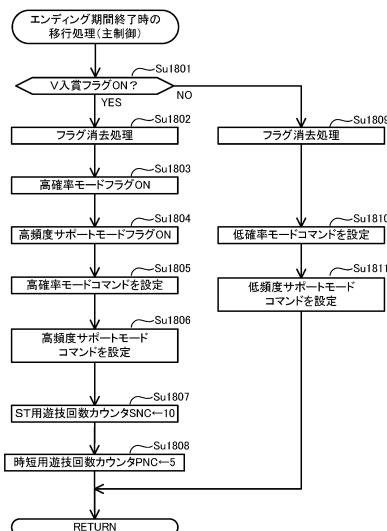 エンディング期間終了時の
移行処理(主制御)
Su1801
V入賞フラグON?
YES
NO
Su1802
フラグ消去処理
Su1803
高確率モードフラグON
Su1804
高頻度サポートモードフラグON
Su1805
高確率モードコマンドを設定
Su1806
高頻度サポートモード
コマンドを設定
Su1807
ST用遊技回数カウンタSNC←10
Su1808
時短用遊技回数カウンタPNC←5
Su1809
フラグ消去処理
Su1810
低確率モードコマンドを設定
Su1811
低頻度サポートモード
コマンドを設定
RETURN